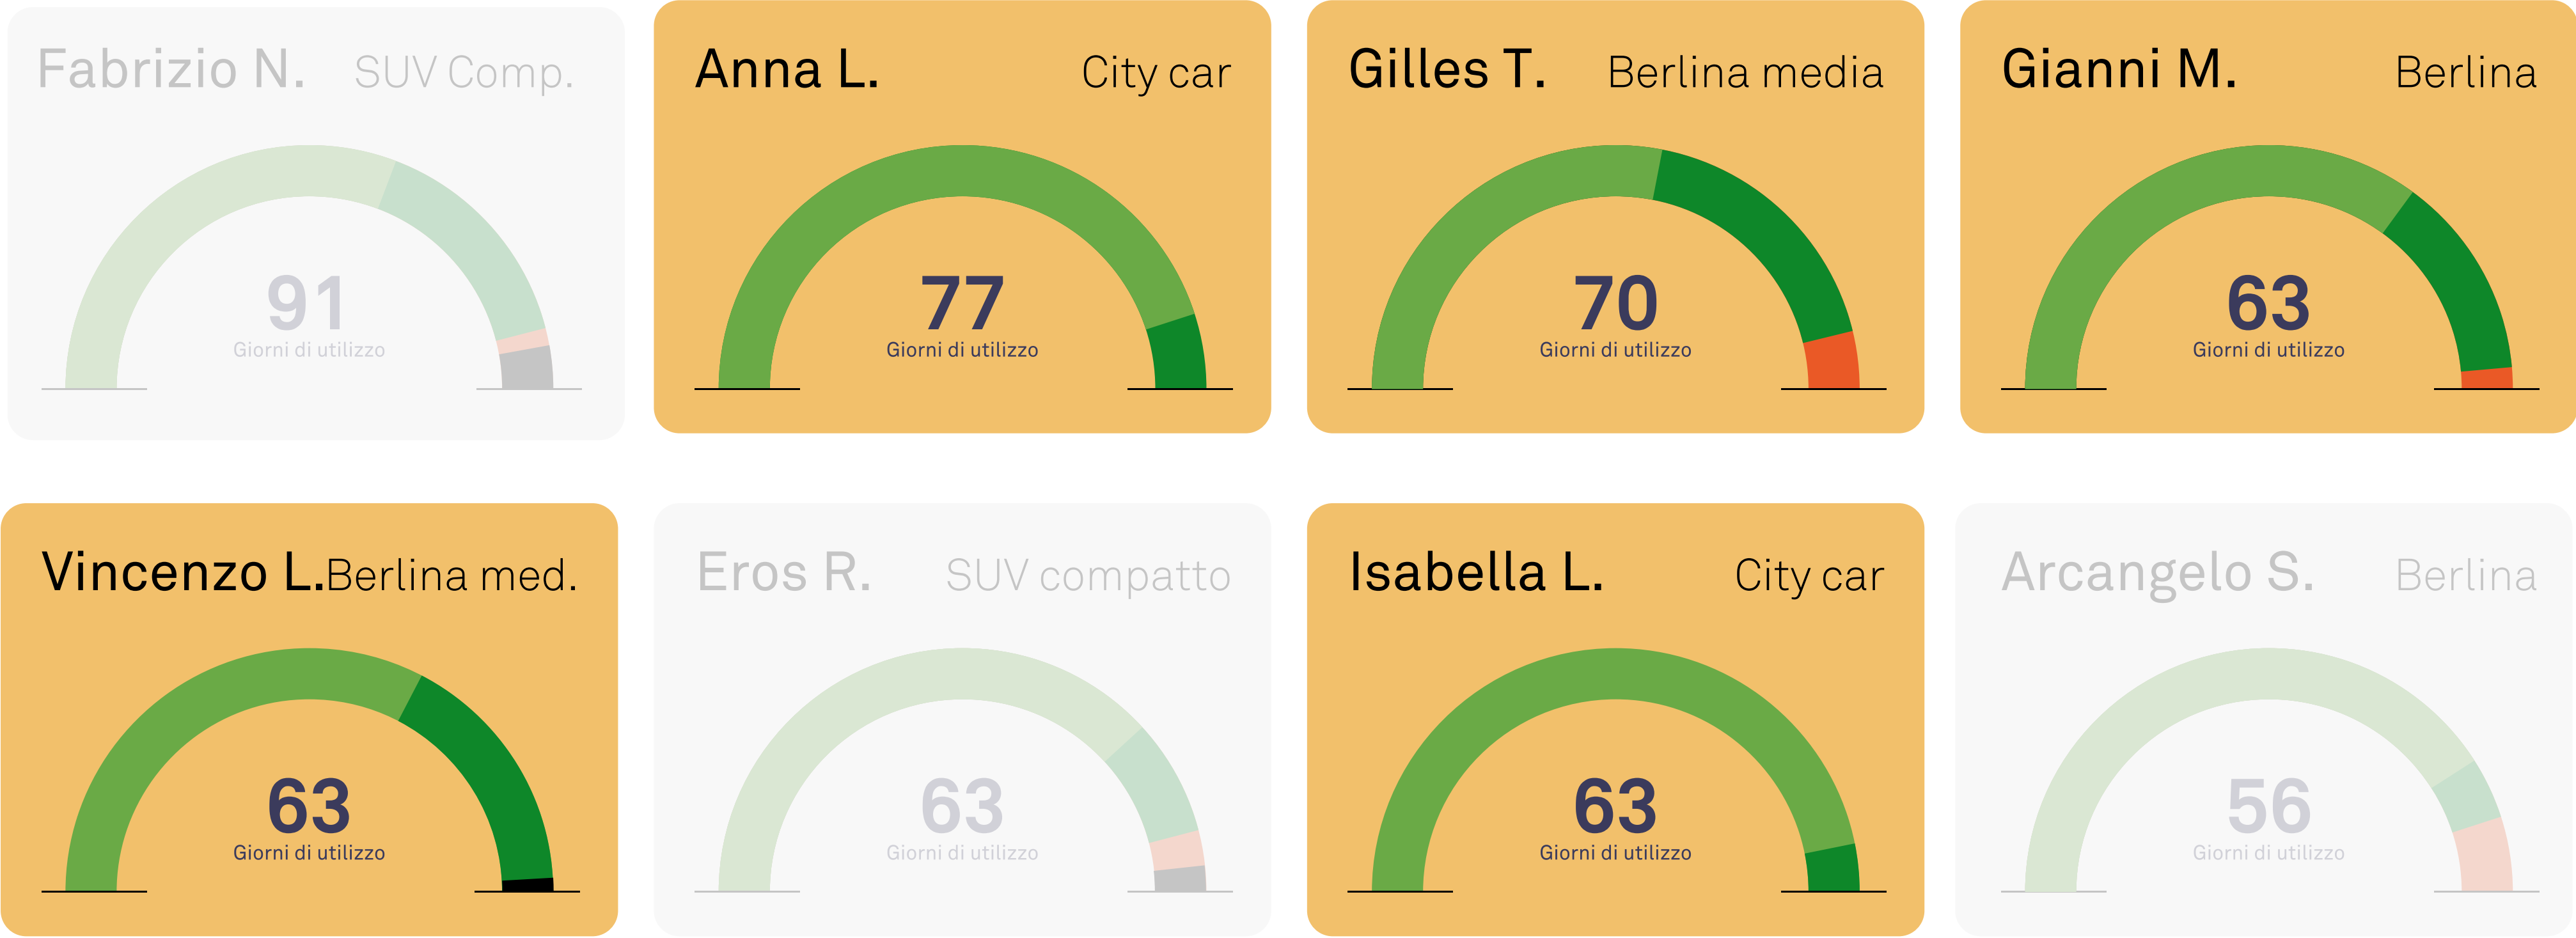 Fabrizio N. SUV Comp.
91
Giorni di utilizzo
Anna L. City car
77
Giorni di utilizzo
Gilles T. Berlina media
70
Giorni di utilizzo
Gianni M. Berlina
63
Giorni di utilizzo
Vincenzo L. Berlina med.
63
Giorni di utilizzo
Eros R. SUV compatto
63
Giorni di utilizzo
Isabella L. City car
63
Giorni di utilizzo
Arcangelo S. Berlina
56
Giorni di utilizzo